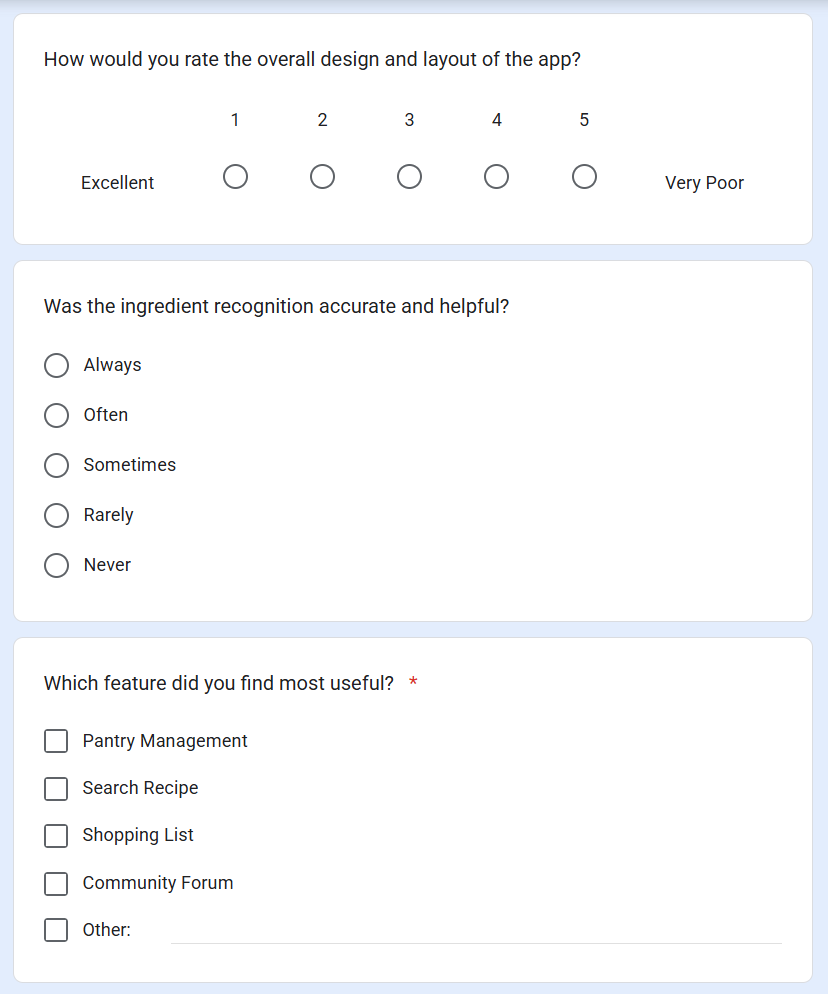 How would you rate the overall design and layout of the app?
1 2 3 4 5
Excellent Very Poor
Was the ingredient recognition accurate and helpful?
Always
Often
Sometimes
Rarely
Never
Which feature did you find most useful? *
Pantry Management
Search Recipe
Shopping List
Community Forum
Other: